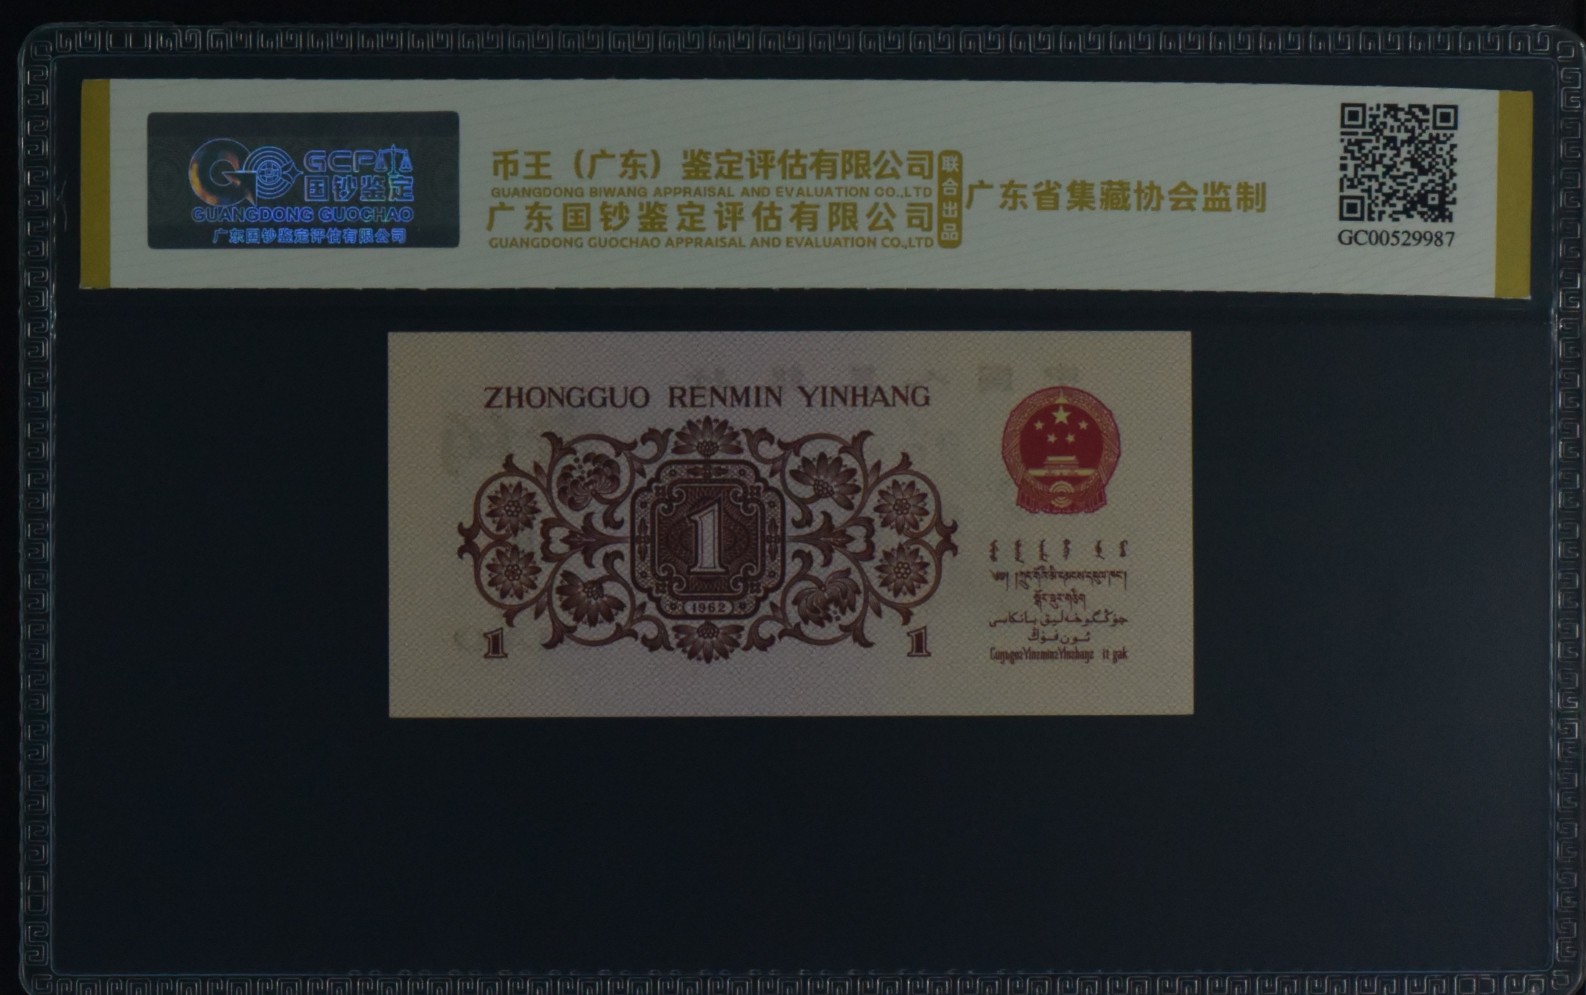 GCPA
国钞鉴定
GUANGDONG GUOCHAO
广东国钞鉴定评估有限公司
币王（广东）鉴定评估有限公司
GUANGDONG BIWANG APPRAISAL AND EVALUATION CO.,LTD
广东国钞鉴定评估有限公司
GUANGDONG GUOCHAO APPRAISAL AND EVALUATION CO.,LTD
联合出品
广东省集藏协会监制
GC00529987
ZHONGGUO RENMIN YINHANG
1
1962
1
1